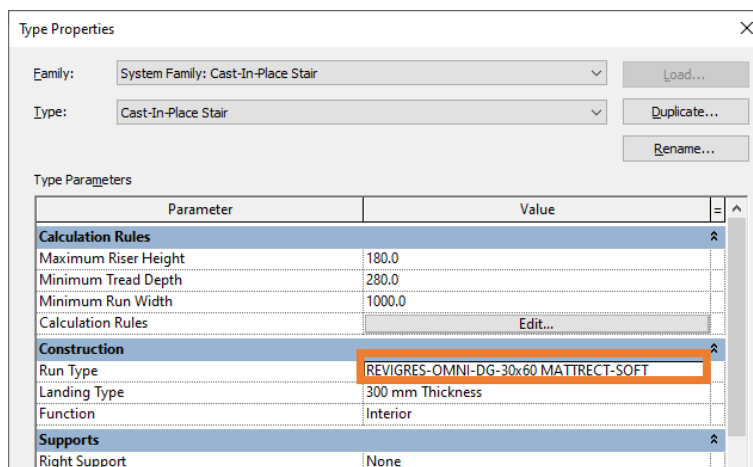 Type Properties
Family: System Family: Cast-In-Place Stair Load...
Type: Cast-In-Place Stair Duplicate...
Rename...
Type Parameters
Parameter Value =
Calculation Rules
Maximum Riser Height 180.0
Minimum Tread Depth 280.0
Minimum Run Width 1000.0
Calculation Rules Edit...
Construction
Run Type REVIGRES-OMNI-DG-30x60 MATTRECT-SOFT
Landing Type 300 mm Thickness
Function Interior
Supports
Right Support None